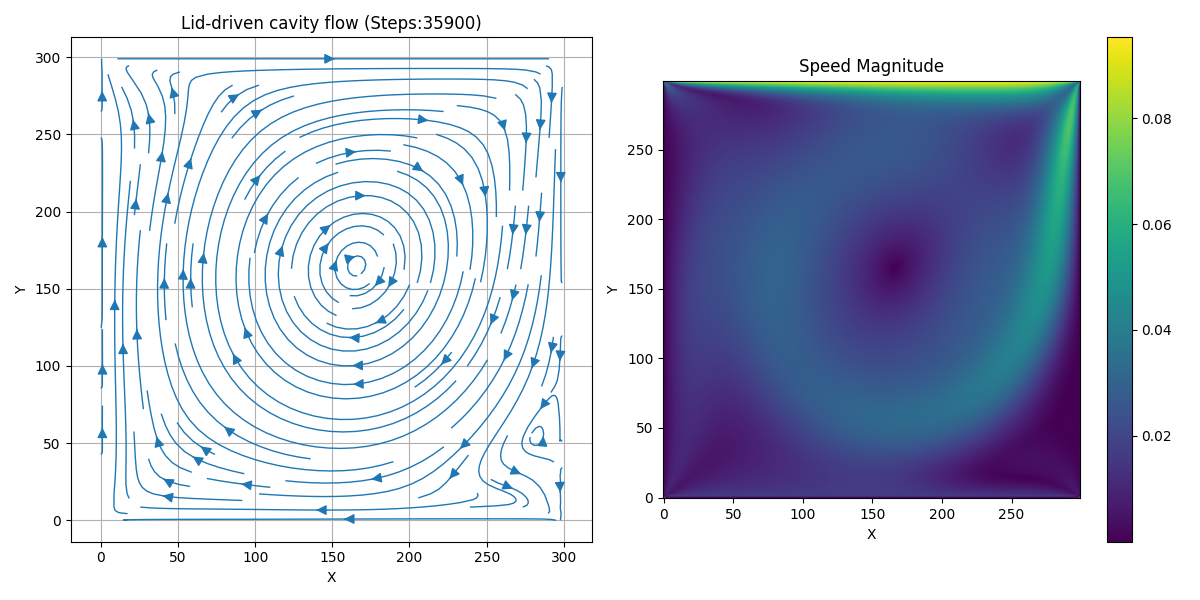 Lid-driven cavity flow (Steps:35900)
300
250
200
150
100
50
0
Y
0 50 100 150 200 250 300
X
Speed Magnitude
250
200
150
100
50
0
Y
0 50 100 150 200 250
X
0.08
0.06
0.04
0.02